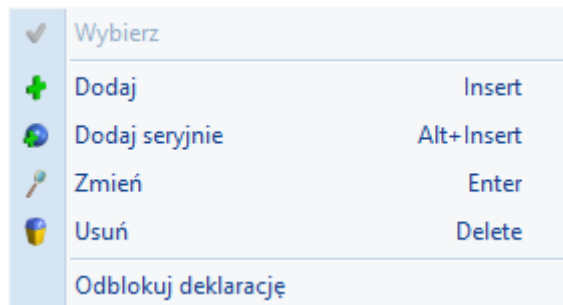 Wybierz
Dodaj Insert
Dodaj seryjnie Alt+Insert
Zmień Enter
Usuń Delete
Odblokuj deklarację